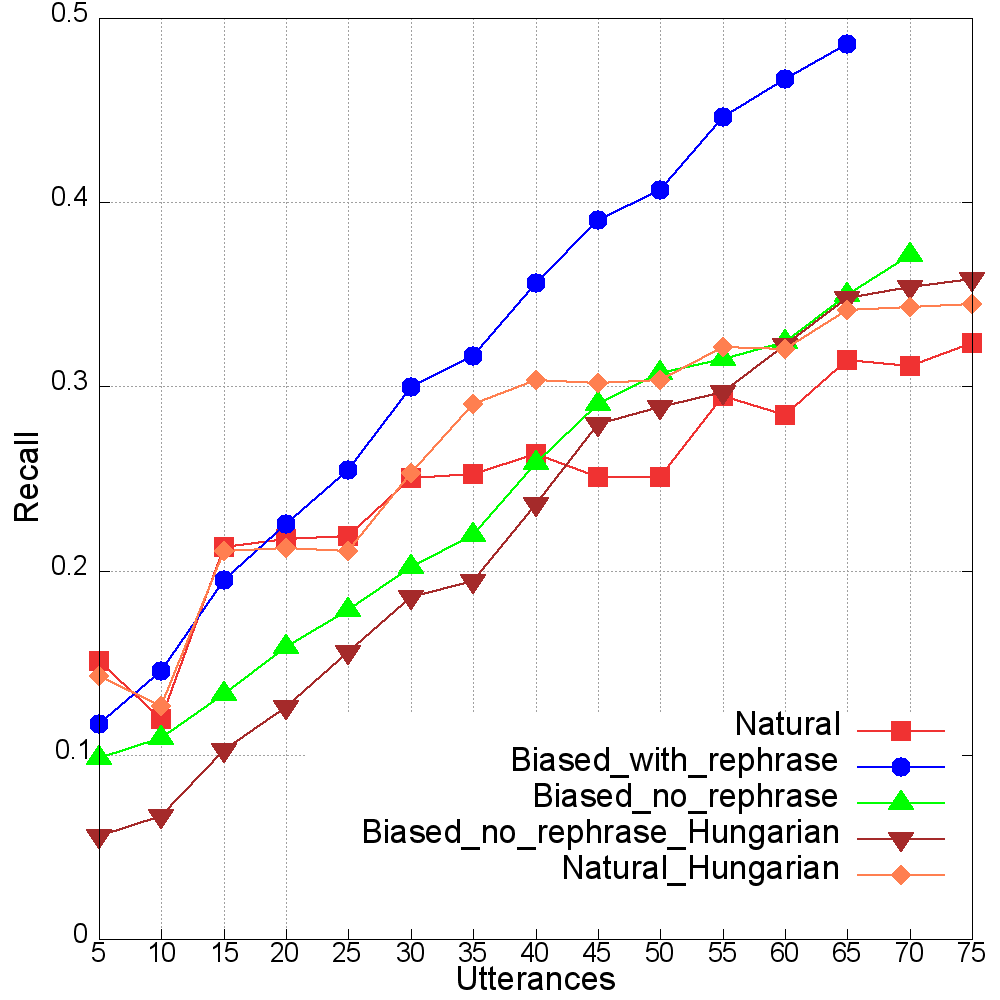 0.5
0.4
0.3
0.2
0.1
0
Recall
5 10 15 20 25 30 35 40 45 50 55 60 65 70 75
Utterances
Natural
Biased_with_rephrase
Biased_no_rephrase
Biased_no_rephrase_Hungarian
Natural_Hungarian